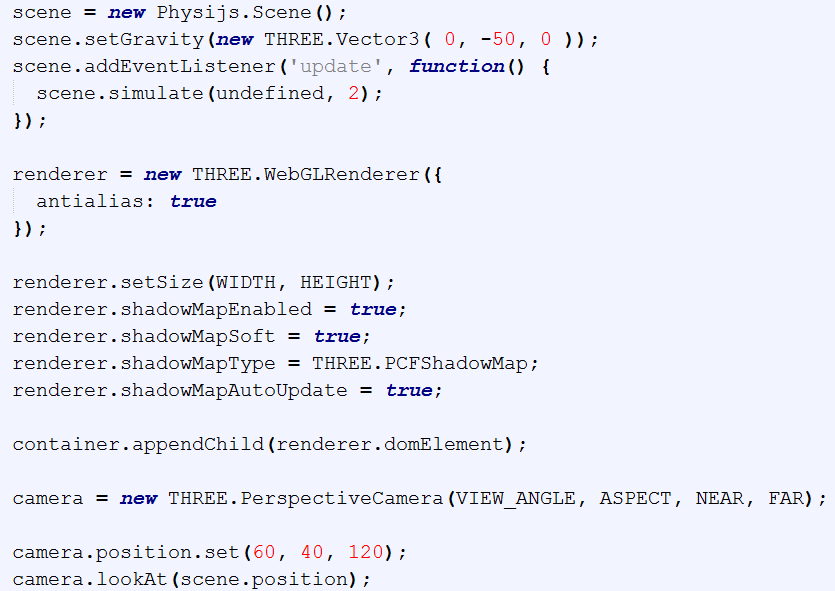 scene = new Physijs.Scene();
scene.setGravity(new THREE.Vector3( 0, -50, 0 ));
scene.addEventListener('update', function() {
  scene.simulate(undefined, 2);
});

renderer = new THREE.WebGLRenderer({
  antialias: true
});

renderer.setSize(WIDTH, HEIGHT);
renderer.shadowMapEnabled = true;
renderer.shadowMapSoft = true;
renderer.shadowMapType = THREE.PCFShadowMap;
renderer.shadowMapAutoUpdate = true;

container.appendChild(renderer.domElement);

camera = new THREE.PerspectiveCamera(VIEW_ANGLE, ASPECT, NEAR, FAR);

camera.position.set(60, 40, 120);
camera.lookAt(scene.position);